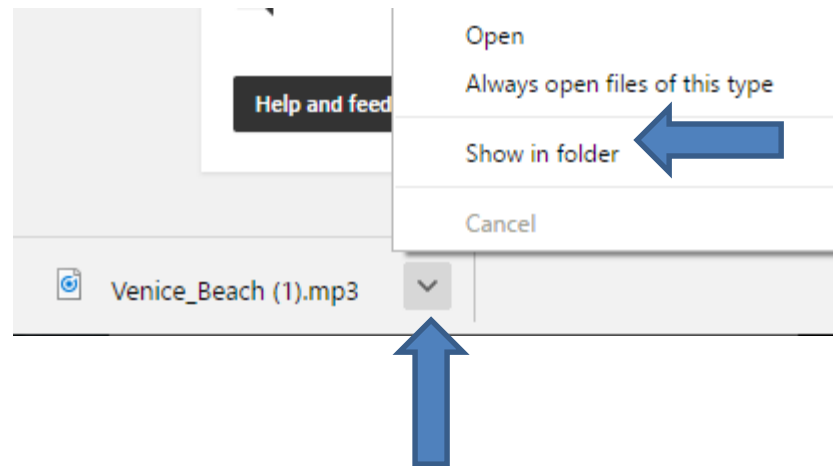 Open
Always open files of this type
Help and feed
Show in folder
Cancel
Venice_Beach (1).mp3